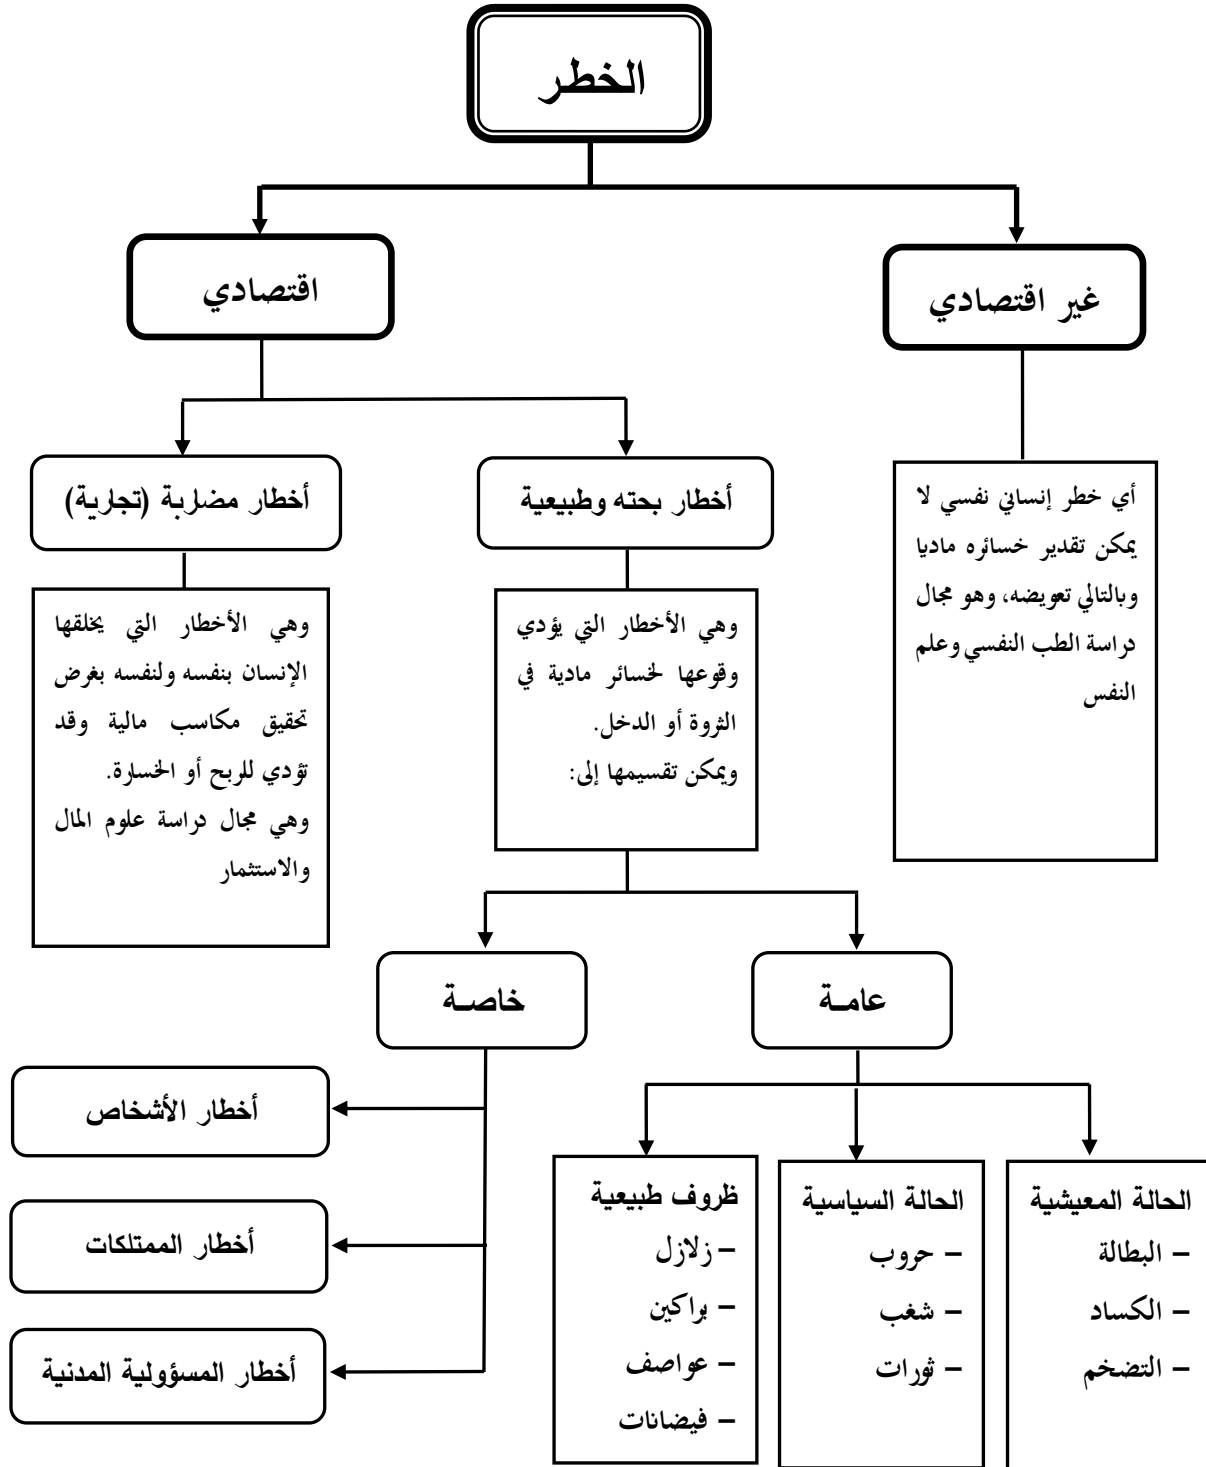 الخطر
غير اقتصادي
اقتصادي
أي خطر إنساني نفسي لا
يمكن تقدير خسائره ماديا
وبالتالي تعويضه، وهو مجال
دراسة الطب النفسي وعلم
النفس
أخطار بحته وطبيعية
أخطار مضاربة (تجارية)
وهي الأخطار التي يؤدي
وقوعها لخسائر مادية في
الثروة أو الدخل.
ويمكن تقسيمها إلى:
وهي الأخطار التي يخلقها
الإنسان بنفسه ولنفسه بغرض
تحقيق مكاسب مالية وقد
تؤدي للربح أو الخسارة.
وهي مجال دراسة علوم المال
والاستثمار
عامـة
خاصـة
الحالة المعيشية
– البطالة
– الكساد
– التضخم
الحالة السياسية
– حروب
– شغب
– ثورات
ظروف طبيعية
– زلازل
– براكين
– عواصف
– فيضانات
أخطار الأشخاص
أخطار الممتلكات
أخطار المسؤولية المدنية